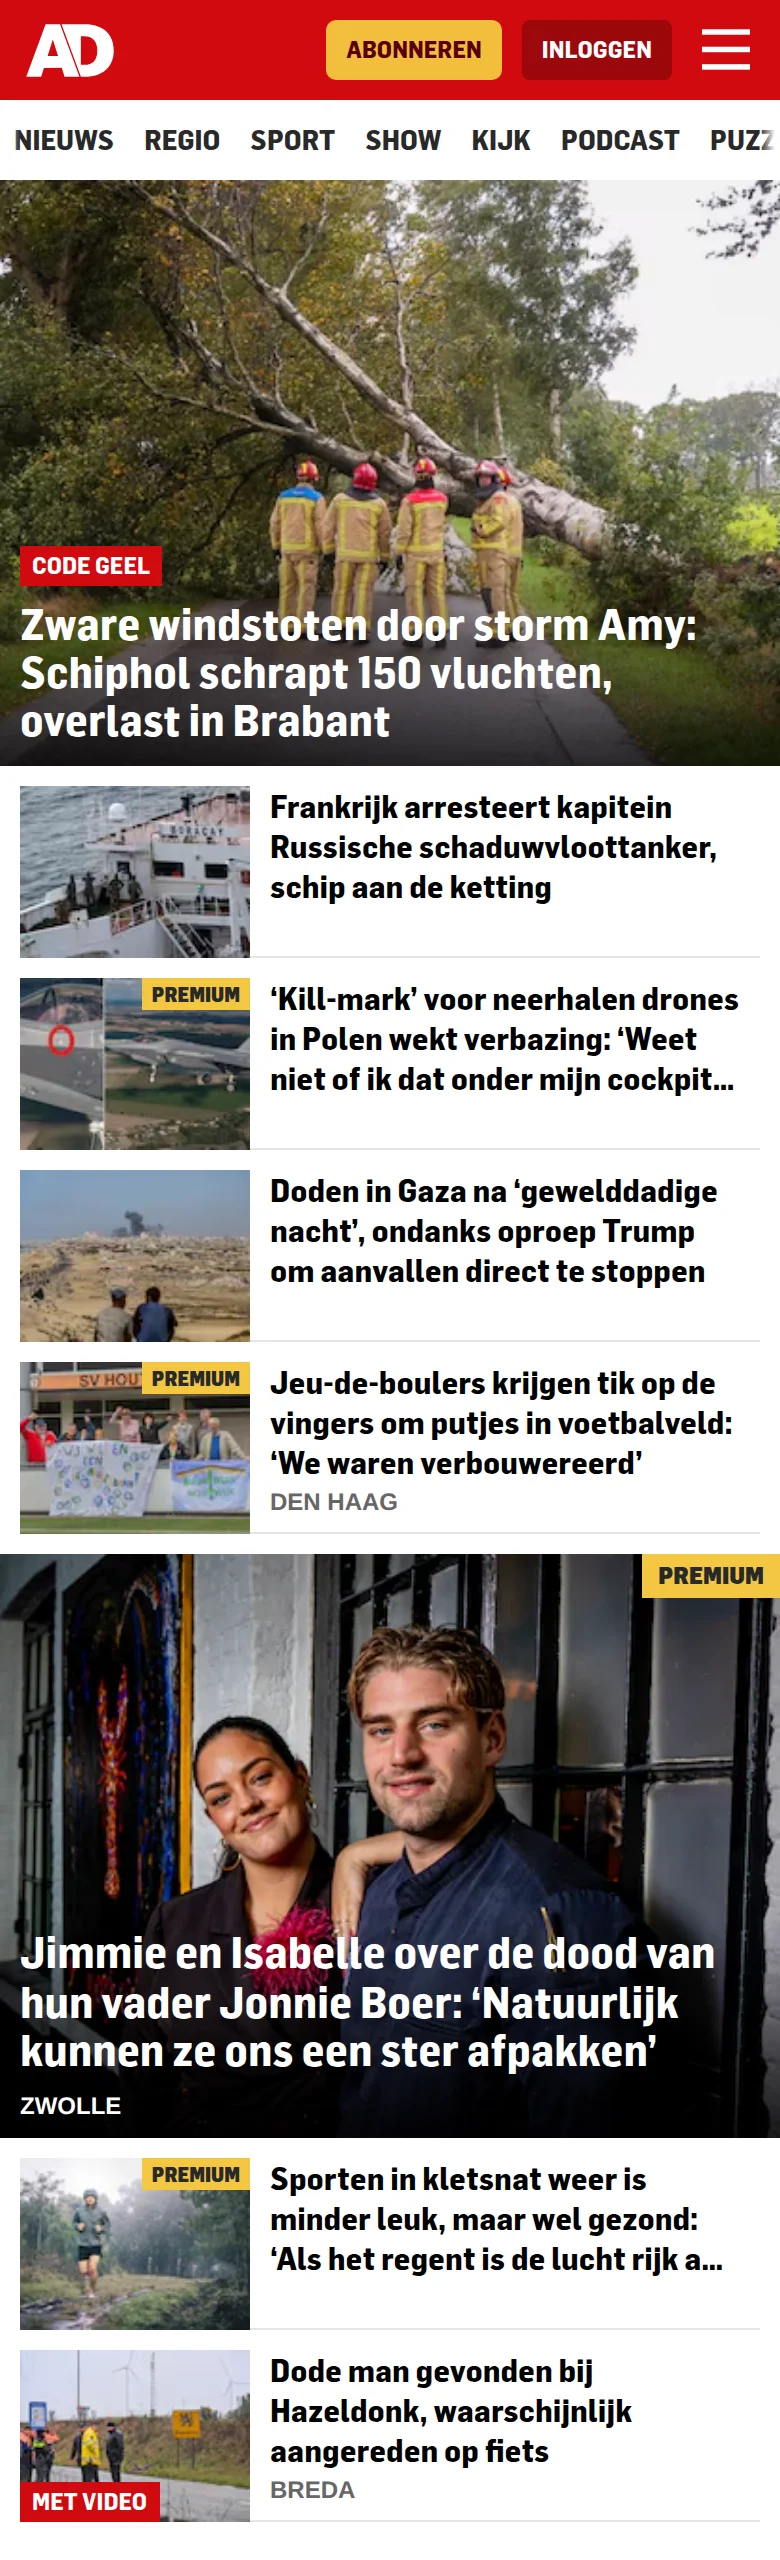 AD
ABONNEREN
INLOGGEN
NIEUWS REGIO SPORT SHOW KIJK PODCAST PUZZ
CODE GEEL
Zware windstoten door storm Amy:
Schiphol schrapt 150 vluchten,
overlast in Brabant
BORACAY
Frankrijk arresteert kapitein
Russische schaduwvloottanker,
schip aan de ketting
PREMIUM
‘Kill-mark’ voor neerhalen drones
in Polen wekt verbazing: ‘Weet
niet of ik dat onder mijn cockpit...
Doden in Gaza na ‘gewelddadige
nacht’, ondanks oproep Trump
om aanvallen direct te stoppen
SV HOUT
PREMIUM
Jeu-de-boulers krijgen tik op de
vingers om putjes in voetbalveld:
‘We waren verbouwereerd’
DEN HAAG
PREMIUM
Jimmie en Isabelle over de dood van
hun vader Jonnie Boer: ‘Natuurlijk
kunnen ze ons een ster afpakken’
ZWOLLE
PREMIUM
Sporten in kletsnat weer is
minder leuk, maar wel gezond:
‘Als het regent is de lucht rijk a...
MET VIDEO
Dode man gevonden bij
Hazeldonk, waarschijnlijk
aangereden op fiets
BREDA